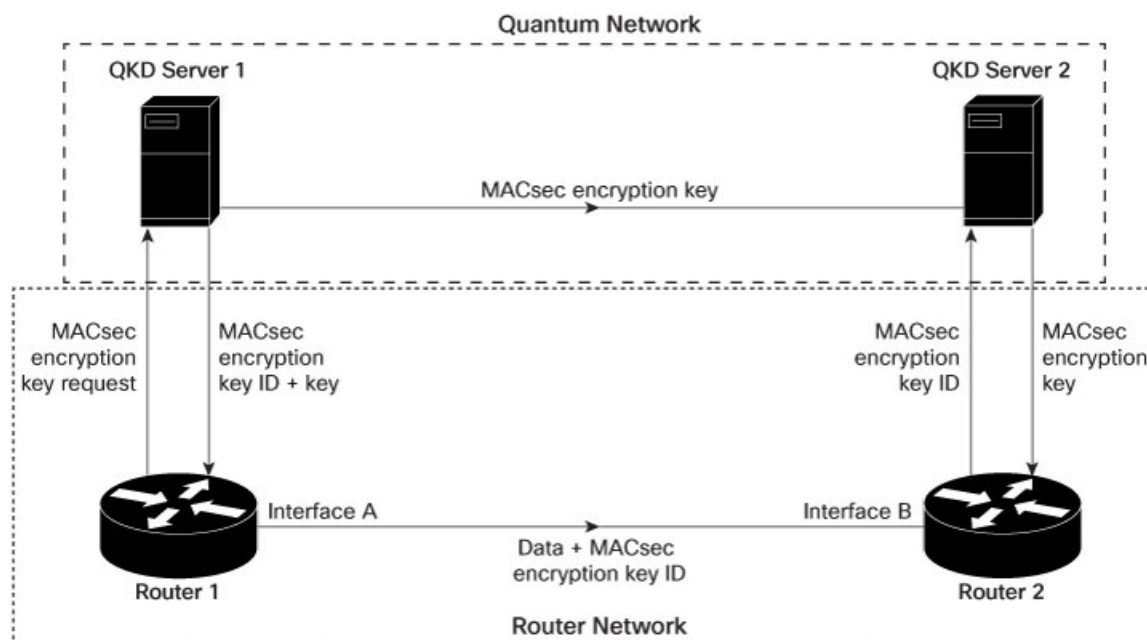 Quantum Network
QKD Server 1
QKD Server 2
MACsec encryption key
MACsec
encryption
key request
MACsec
encryption
key ID + key
MACsec
encryption
key ID
MACsec
encryption
key
Interface A
Interface B
Data + MACsec
encryption key ID
Router 1
Router 2
Router Network